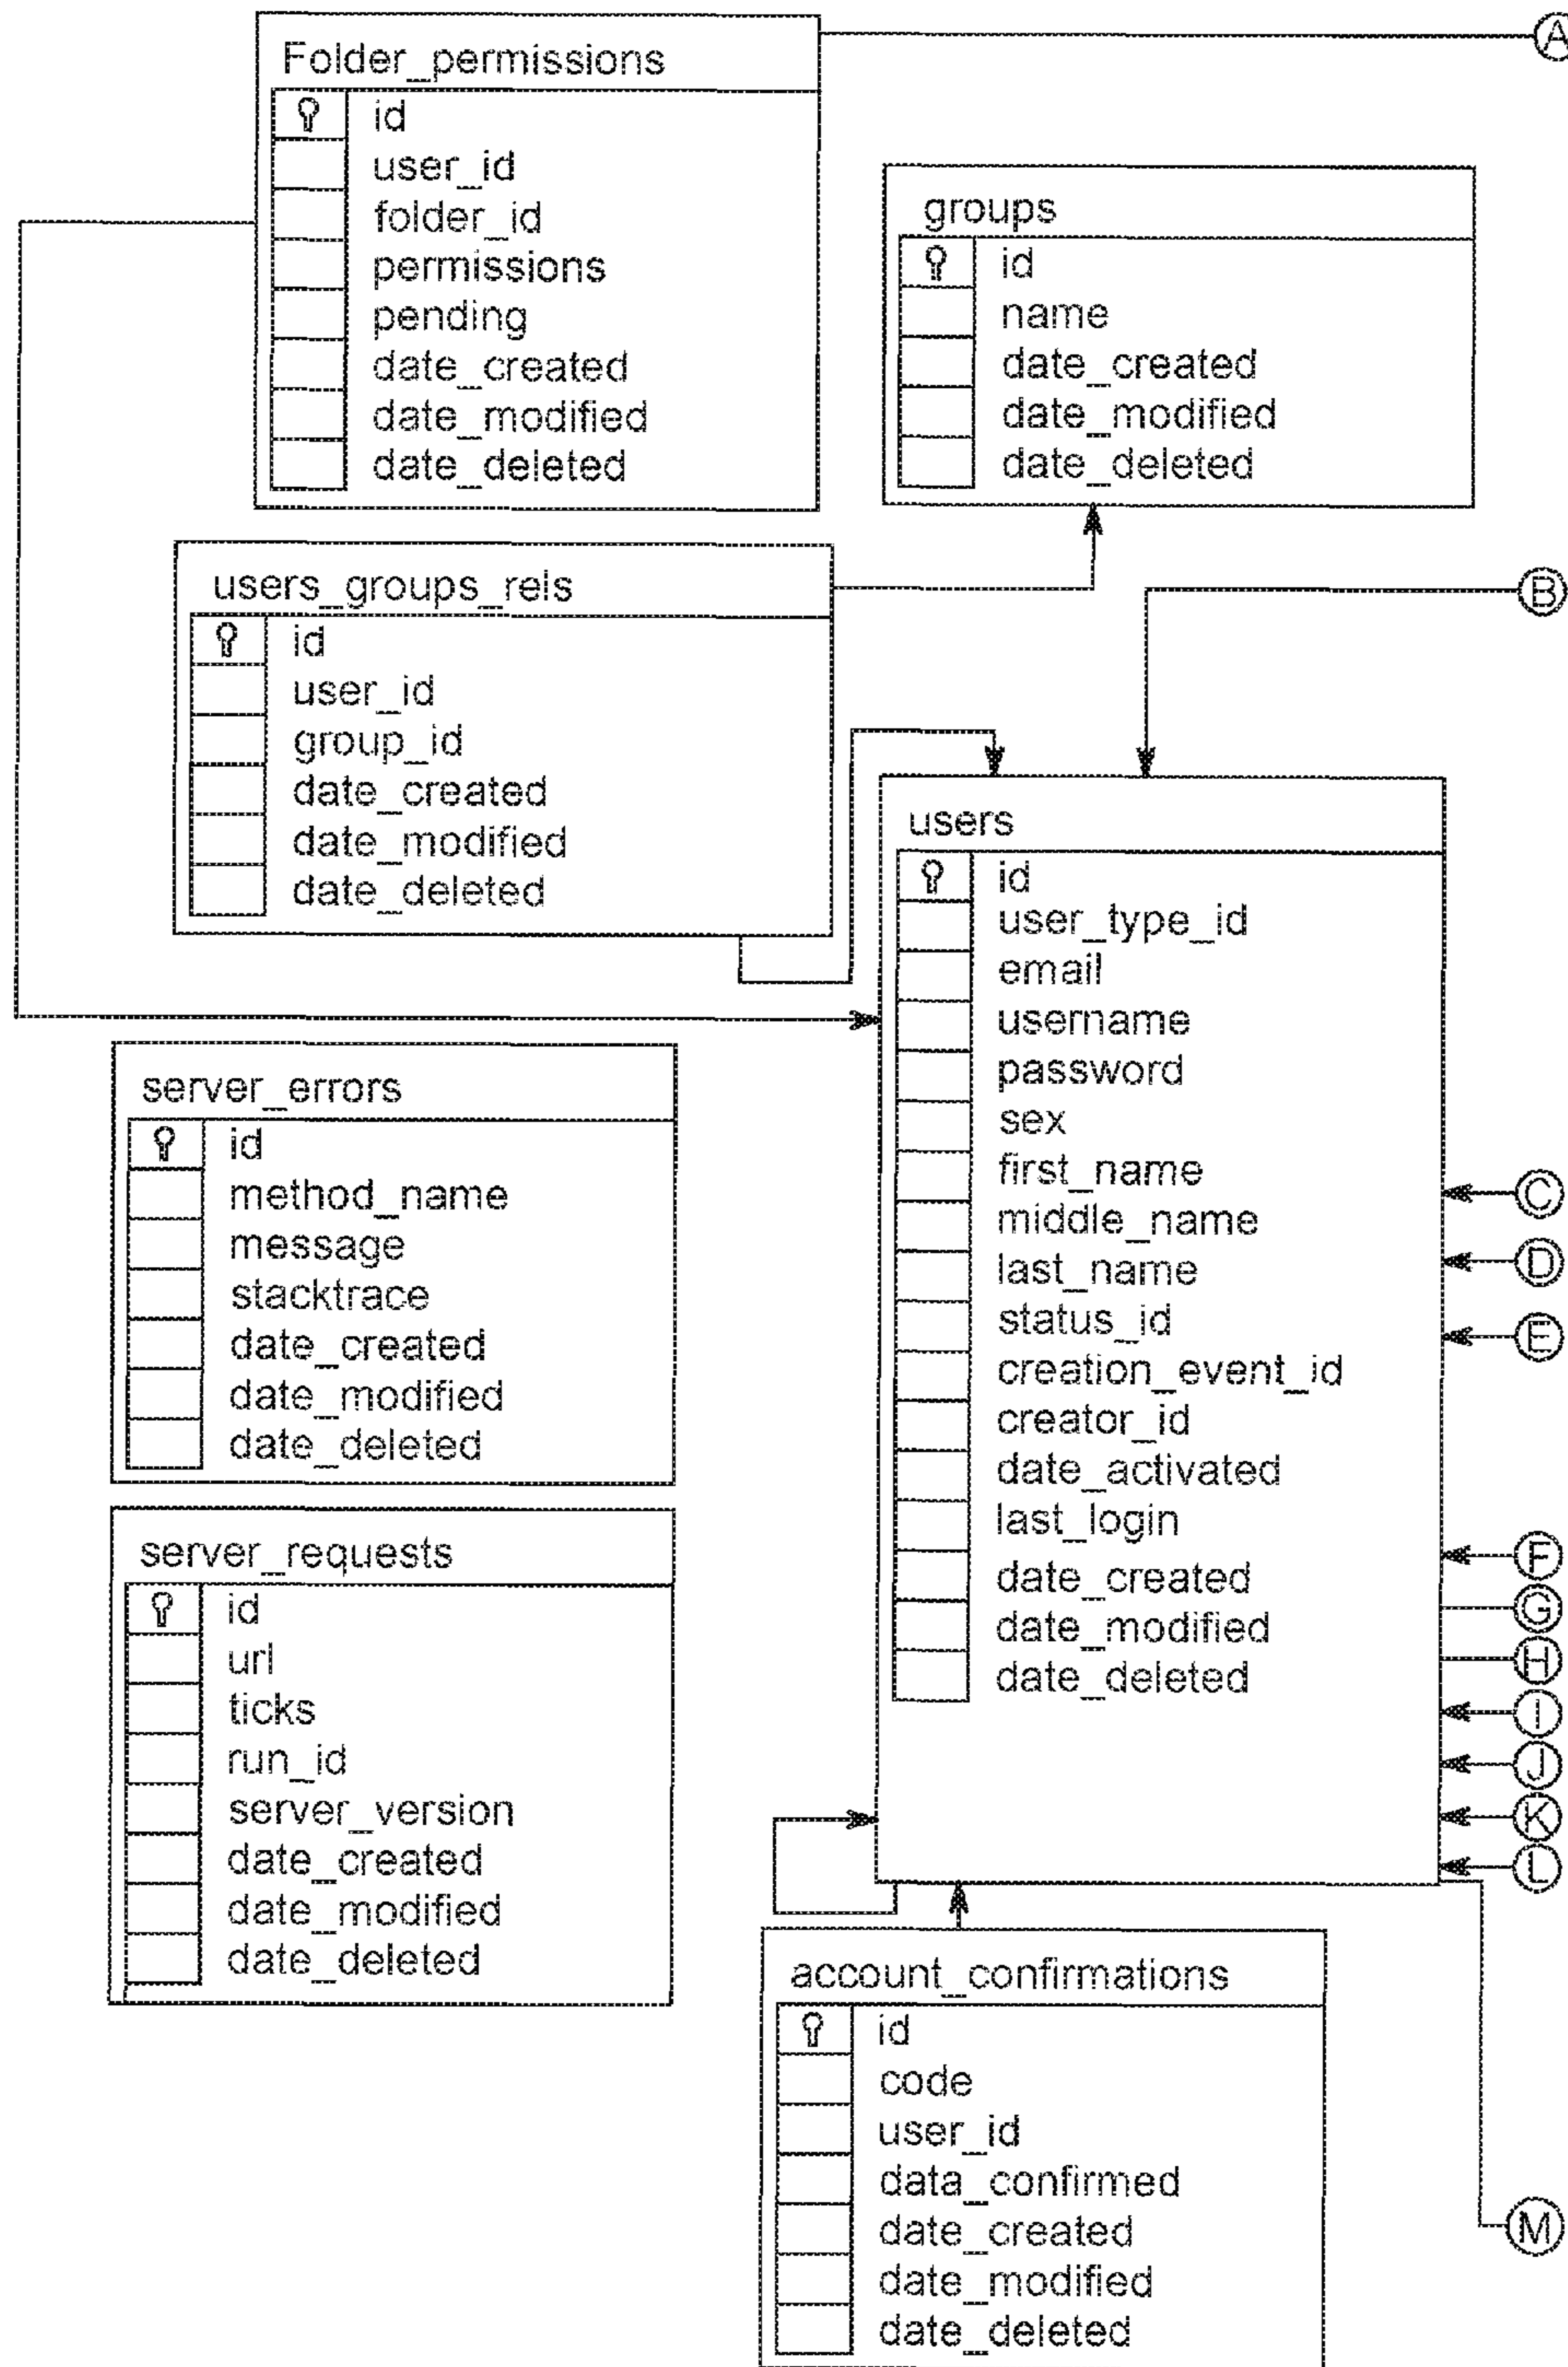 Folder_permissions
id
user_id
folder_id
permissions
pending
date_created
date_modified
date_deleted
A
groups
id
name
date_created
date_modified
date_deleted
users_groups_rels
id
user_id
group_id
date_created
date_modified
date_deleted
B
users
id
user_type_id
email
username
password
sex
first_name
middle_name
last_name
status_id
creation_event_id
creator_id
date_activated
last_login
date_created
date_modified
date_deleted
C
D
E
F
G
H
I
J
K
L
server_errors
id
method_name
message
stacktrace
date_created
date_modified
date_deleted
server_requests
id
url
ticks
run_id
server_version
date_created
date_modified
date_deleted
account_confirmations
id
code
user_id
data_confirmed
date_created
date_modified
date_deleted
M